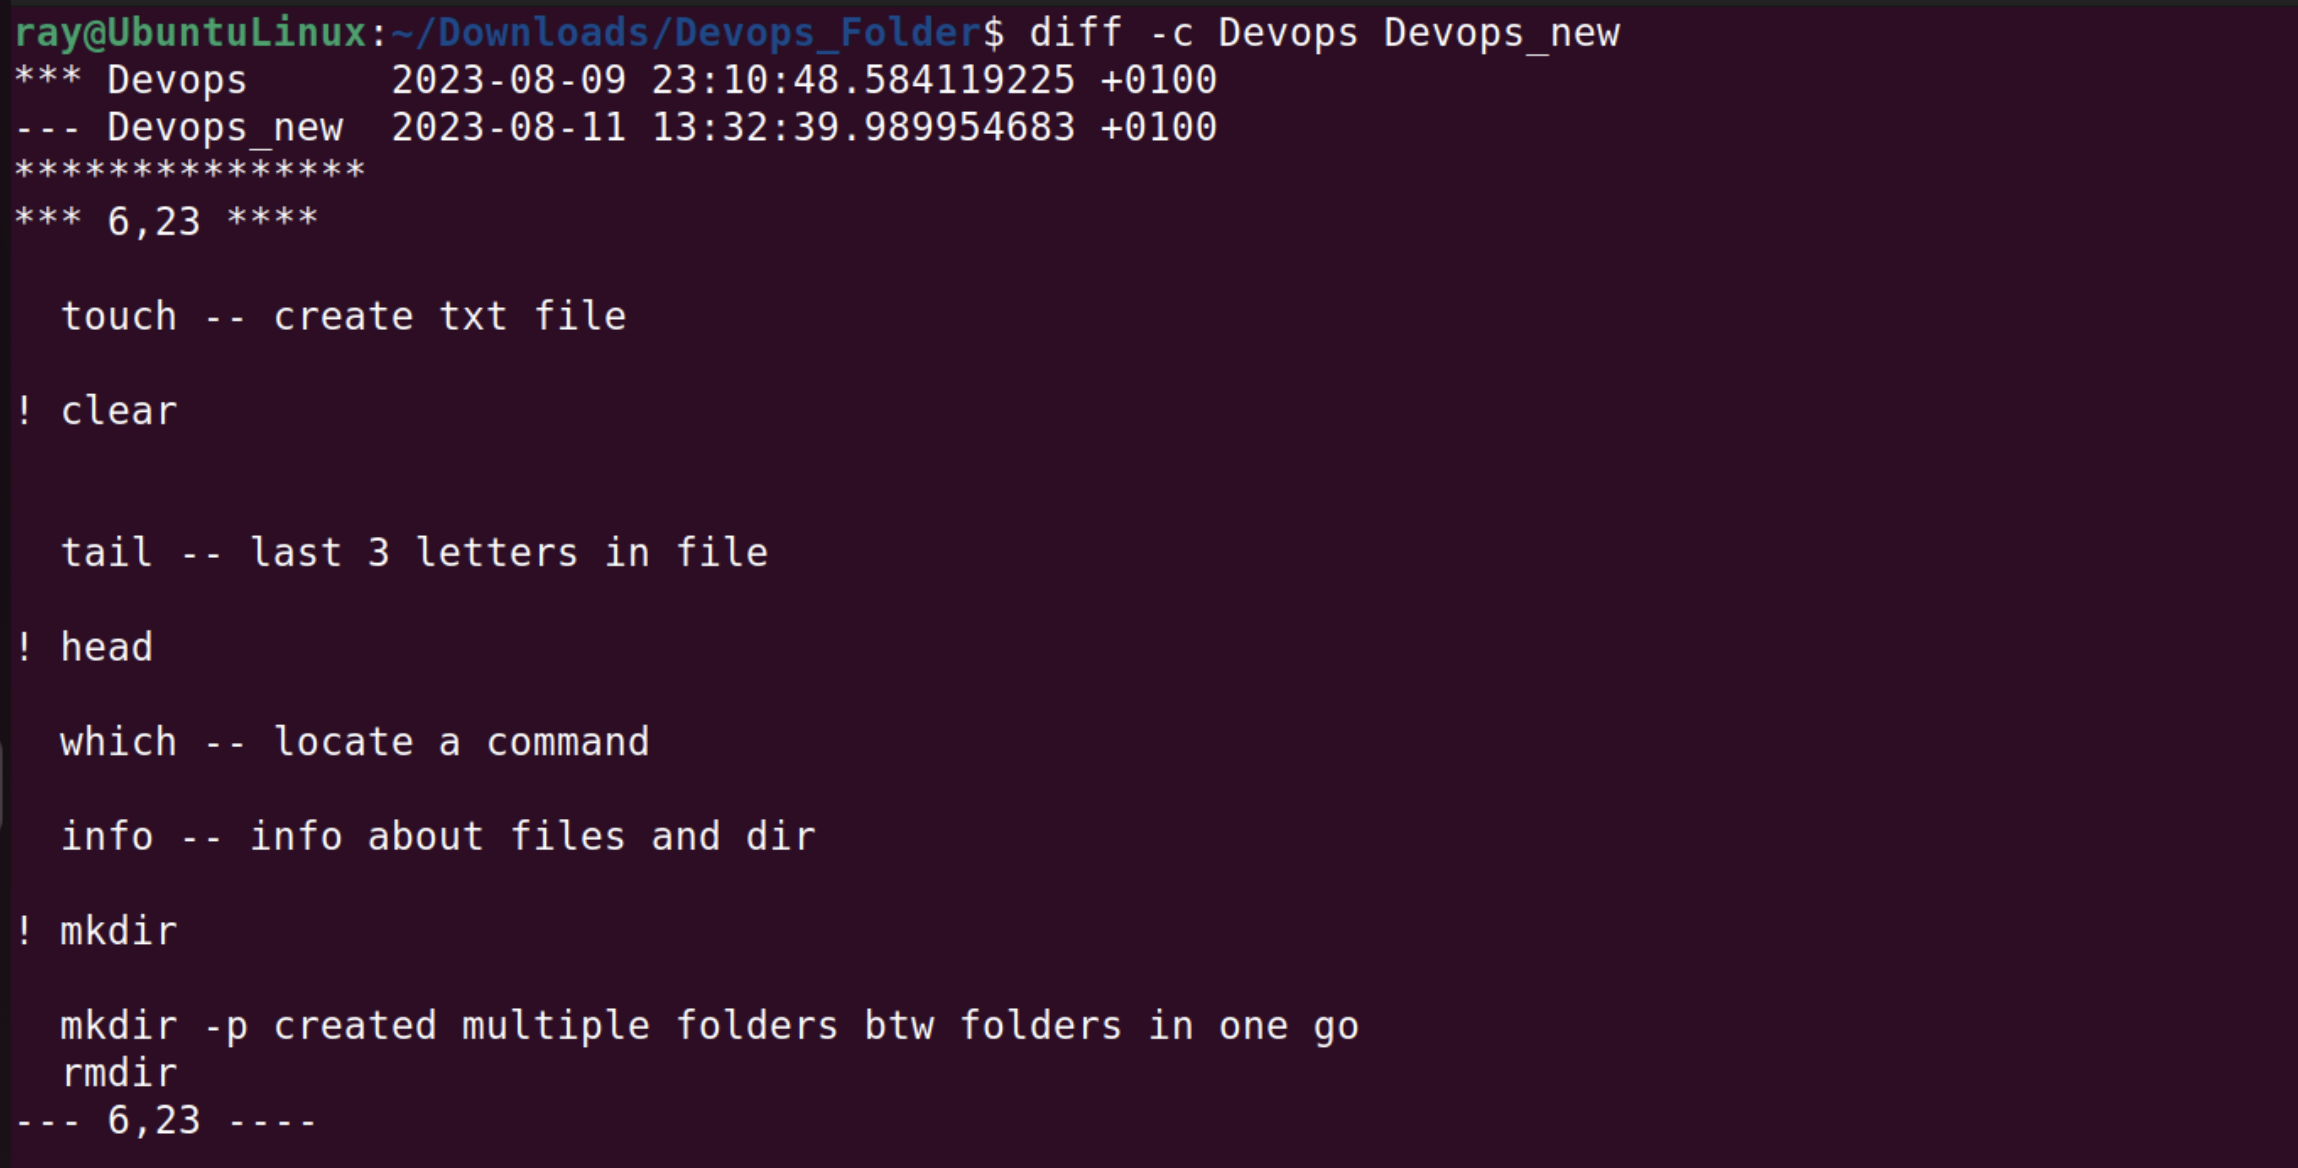 ray@UbuntuLinux:~/Downloads/Devops_Folder$ diff -c Devops Devops_new
*** Devops      2023-08-09 23:10:48.584119225 +0100
--- Devops_new  2023-08-11 13:32:39.989954683 +0100
***************
*** 6,23 ****
  touch -- create txt file
! clear
  tail -- last 3 letters in file
! head
  which -- locate a command
  info -- info about files and dir
! mkdir
  mkdir -p created multiple folders btw folders in one go
  rmdir
--- 6,23 ----